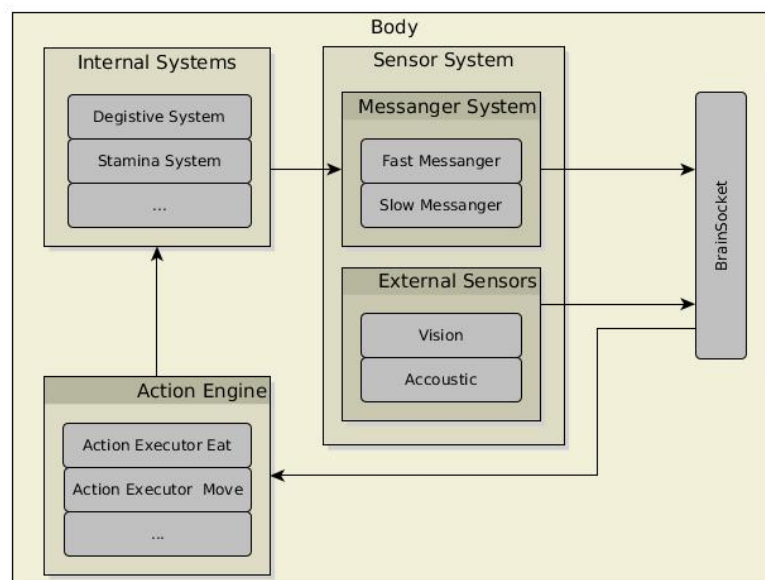 Body
Internal Systems
Degistive System
Stamina System
...
Sensor System
Messanger System
Fast Messanger
Slow Messanger
External Sensors
Vision
Accoustic
BrainSocket
Action Engine
Action Executor Eat
Action Executor  Move
...